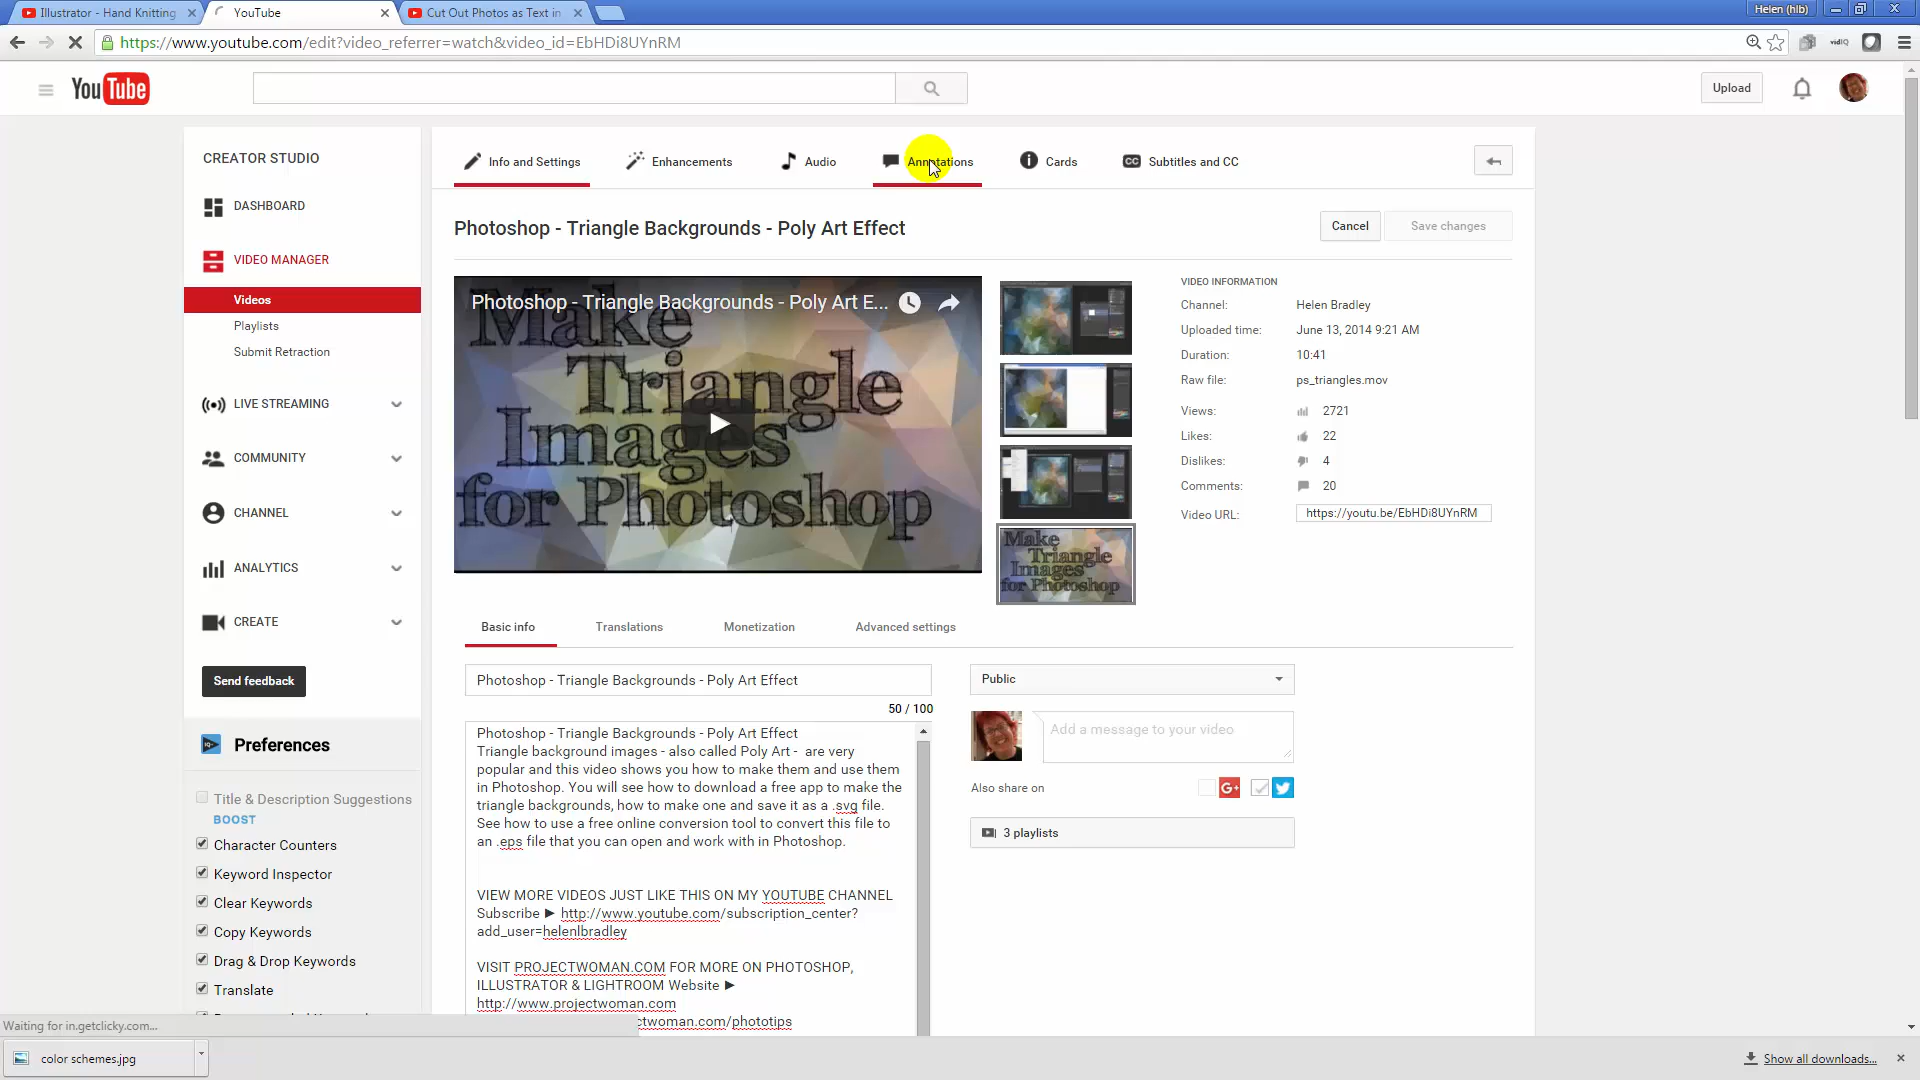 Illustrator - Hand Knitting
YouTube
Cut Out Photos as Text in
Helen (hlb)
https://www.youtube.com/edit?video_referrer=watch&video_id=EbHDi8UYnRM
vidIQ
YouTube
Upload
CREATOR STUDIO
Info and Settings
Enhancements
Audio
Annotations
Cards
CC Subtitles and CC
DASHBOARD
VIDEO MANAGER
Videos
Playlists
Submit Retraction
LIVE STREAMING
COMMUNITY
CHANNEL
ANALYTICS
CREATE
Send feedback
Preferences
Title & Description Suggestions
BOOST
Character Counters
Keyword Inspector
Clear Keywords
Copy Keywords
Drag & Drop Keywords
Translate
Photoshop - Triangle Backgrounds - Poly Art Effect
Cancel
Save changes
Photoshop - Triangle Backgrounds - Poly Art E...
Make
Triangle
Images
for Photoshop
Make
Triangle
Images
for Photoshop
VIDEO INFORMATION
Channel: Helen Bradley
Uploaded time: June 13, 2014 9:21 AM
Duration: 10:41
Raw file: ps_triangles.mov
Views: 2721
Likes: 22
Dislikes: 4
Comments: 20
Video URL: https://youtu.be/EbHDi8UYnRM
Basic info
Translations
Monetization
Advanced settings
Photoshop - Triangle Backgrounds - Poly Art Effect
50 / 100
Photoshop - Triangle Backgrounds - Poly Art Effect
Triangle background images - also called Poly Art - are very
popular and this video shows you how to make them and use them
in Photoshop. You will see how to download a free app to make the
triangle backgrounds, how to make one and save it as a .svg file.
See how to use a free online conversion tool to convert this file to
an .eps file that you can open and work with in Photoshop.
VIEW MORE VIDEOS JUST LIKE THIS ON MY YOUTUBE CHANNEL
Subscribe ► http://www.youtube.com/subscription_center?
add_user=helenlbradley
VISIT PROJECTWOMAN.COM FOR MORE ON PHOTOSHOP,
ILLUSTRATOR & LIGHTROOM Website ►
http://www.projectwoman.com
ctwoman.com/phototips
Public
Add a message to your video
Also share on
G+
3 playlists
Waiting for in.getclicky.com...
color schemes.jpg
Show all downloads...